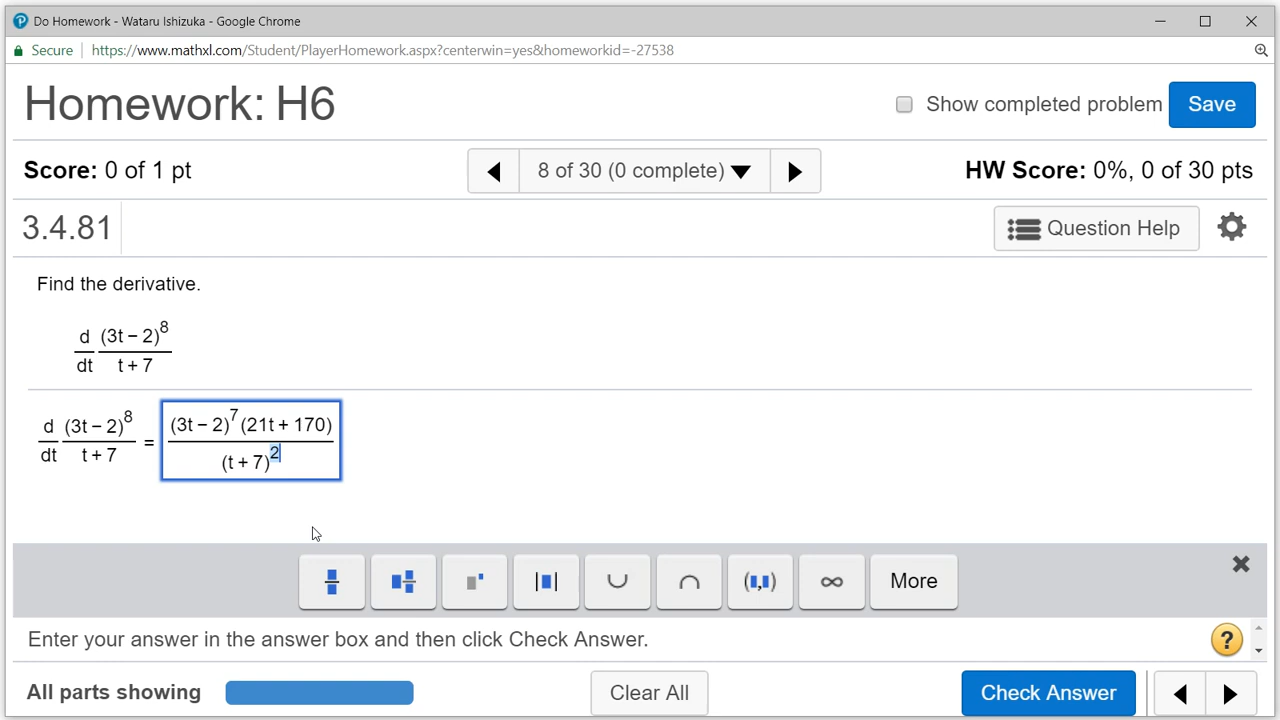 Do Homework - Wataru Ishizuka - Google Chrome
Secure | https://www.mathxl.com/Student/PlayerHomework.aspx?centerwin=yes&homeworkid=-27538
Homework: H6
Show completed problem
Save
Score: 0 of 1 pt
8 of 30 (0 complete)
HW Score: 0%, 0 of 30 pts
3.4.81
Question Help
Find the derivative.
d/dt (3t − 2)^8/(t + 7)
d/dt (3t − 2)^8/(t + 7) = (3t − 2)^7 (21t + 170)/(t + 7)^2
More
Enter your answer in the answer box and then click Check Answer.
?
All parts showing
Clear All
Check Answer